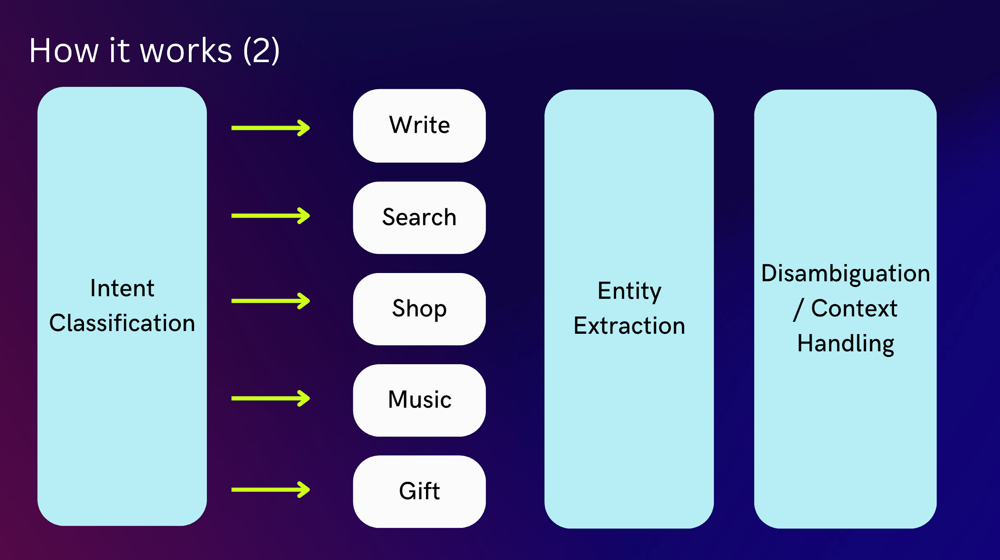 How it works (2)
Intent
Classification
Write
Search
Shop
Music
Gift
Entity
Extraction
Disambiguation
/ Context
Handling